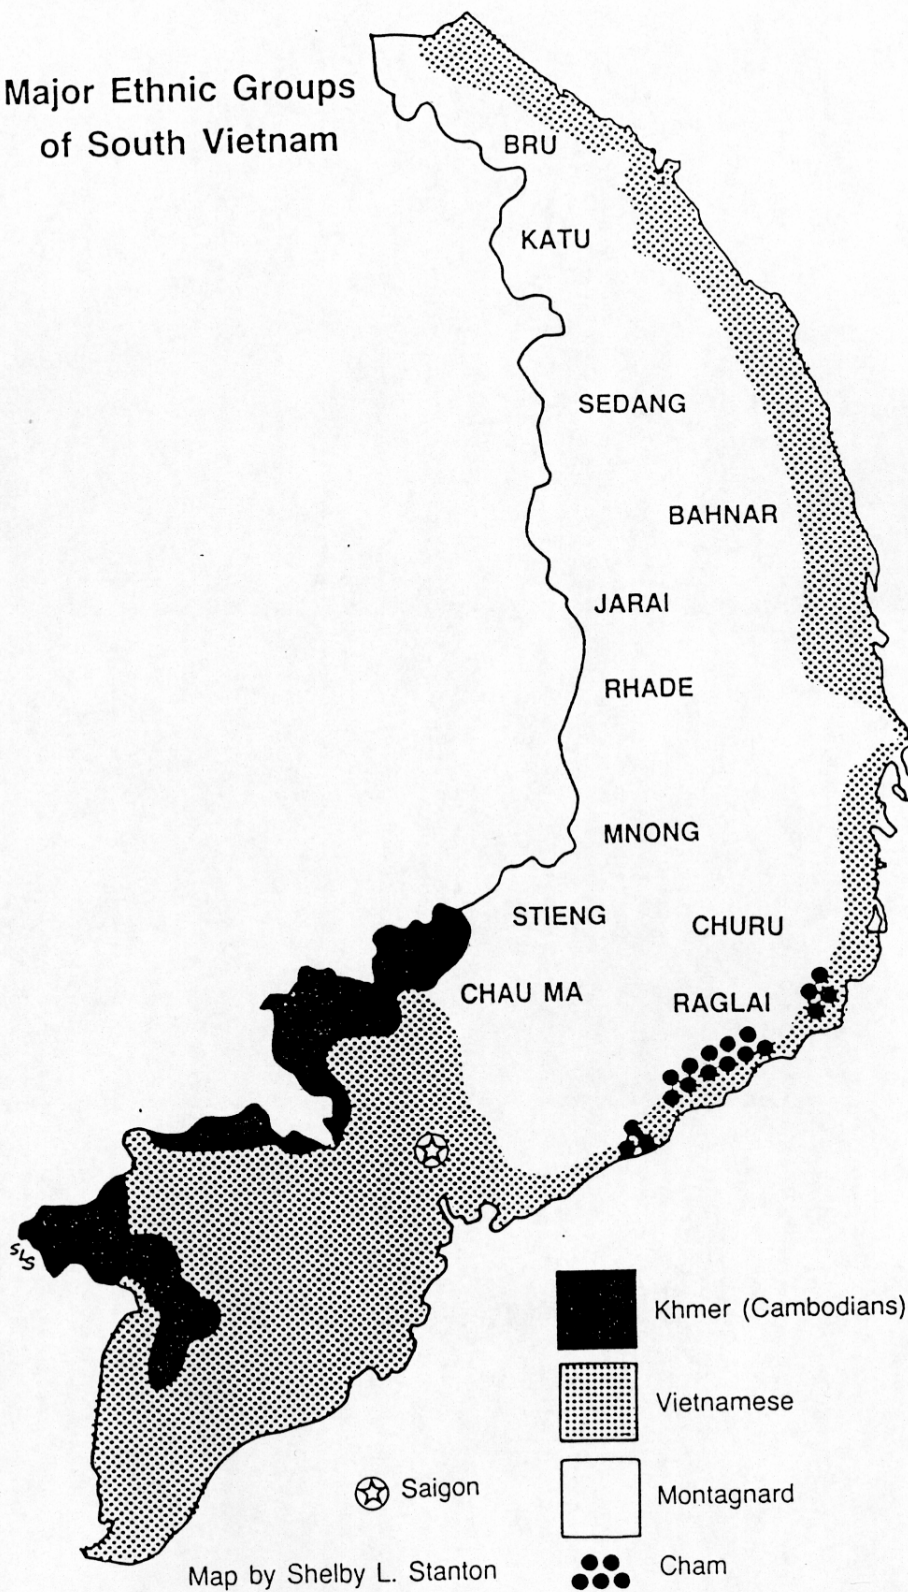 Major Ethnic Groups
of South Vietnam
BRU
KATU
SEDANG
BAHNAR
JARAI
RHADE
MNONG
STIENG
CHURU
CHAU MA
RAGLAI
SLS
Khmer (Cambodians)
Vietnamese
Saigon
Montagnard
Map by Shelby L. Stanton
Cham